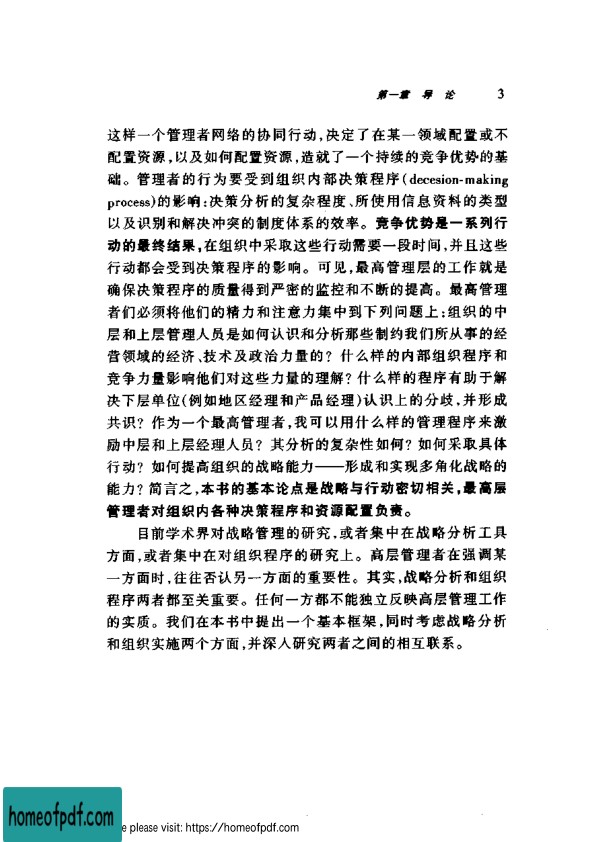 第一章 导 论 3
这样一个管理者网络的协同行动,决定了在某一领域配置或不
配置资源,以及如何配置资源,造就了一个持续的竞争优势的基
础。管理者的行为要受到组织内部决策程序(decesion-making
process)的影响:决策分析的复杂程度、所使用信息资料的类型
以及识别和解决冲突的制度体系的效率。竞争优势是一系列行
动的最终结果,在组织中采取这些行动需要一段时间,并且这些
行动都会受到决策程序的影响。可见,最高管理层的工作就是
确保决策程序的质量得到严密的监控和不断的提高。最高管理
者们必须将他们的精力和注意力集中到下列问题上:组织的中
层和上层管理人员是如何认识和分析那些制约我们所从事的经
营领域的经济、技术及政治力量的? 什么样的内部组织程序和
竞争力量影响他们对这些力量的理解? 什么样的程序有助于解
决下层单位(例如地区经理和产品经理)认识上的分歧,并形成
共识? 作为一个最高管理者,我可以用什么样的管理程序来激
励中层和上层经理人员? 其分析的复杂性如何? 如何采取具体
行动? 如何提高组织的战略能力——形成和实现多角化战略的
能力? 简言之,本书的基本论点是战略与行动密切相关,最高层
管理者对组织内各种决策程序和资源配置负责。
目前学术界对战略管理的研究,或者集中在战略分析工具
方面,或者集中在对组织程序的研究上。高层管理者在强调某
一方面时,往往否认另一方面的重要性。其实,战略分析和组织
程序两者都至关重要。任何一方都不能独立反映高层管理工作
的实质。我们在本书中提出一个基本框架,同时考虑战略分析
和组织实施两个方面,并深人研究两者之间的相互联系。
homeofpdf.com
e please visit: https://homeofpdf.com